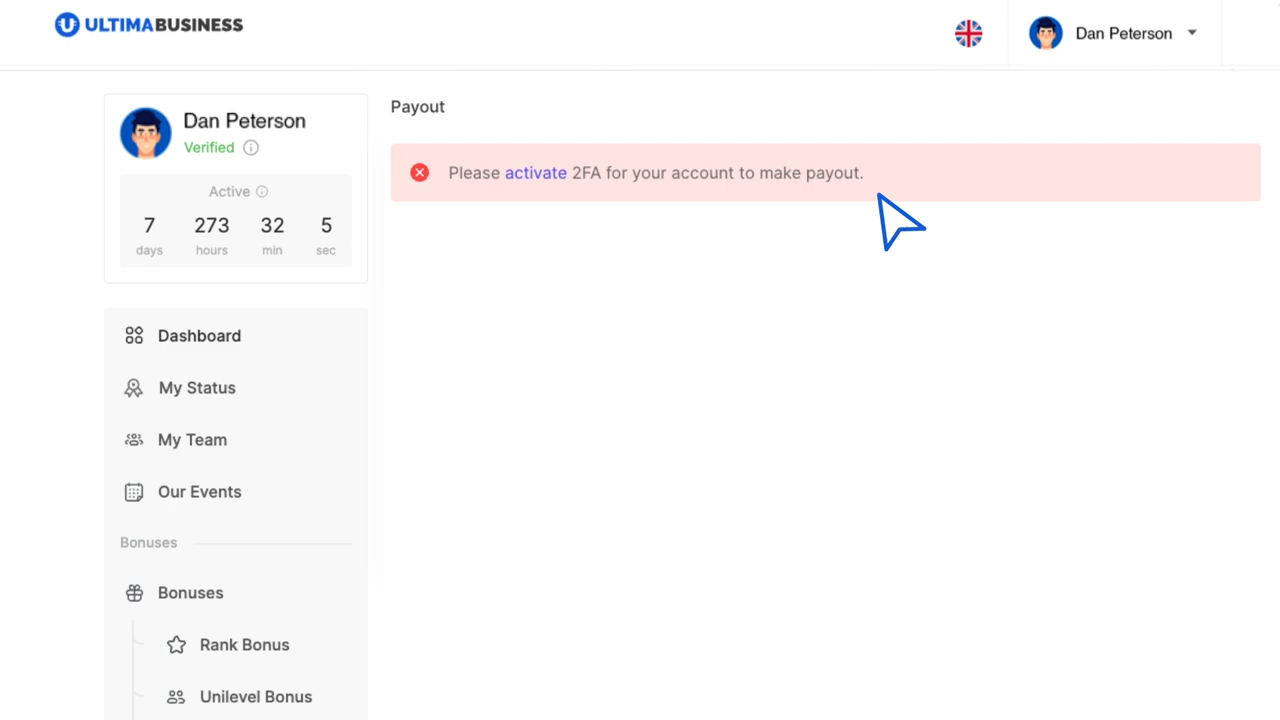 ULTIMABUSINESS
Dan Peterson
Dan Peterson
Verified
Active
7 273 32 5
days hours min sec
Payout
Please activate 2FA for your account to make payout.
Dashboard
My Status
My Team
Our Events
Bonuses
Bonuses
Rank Bonus
Unilevel Bonus